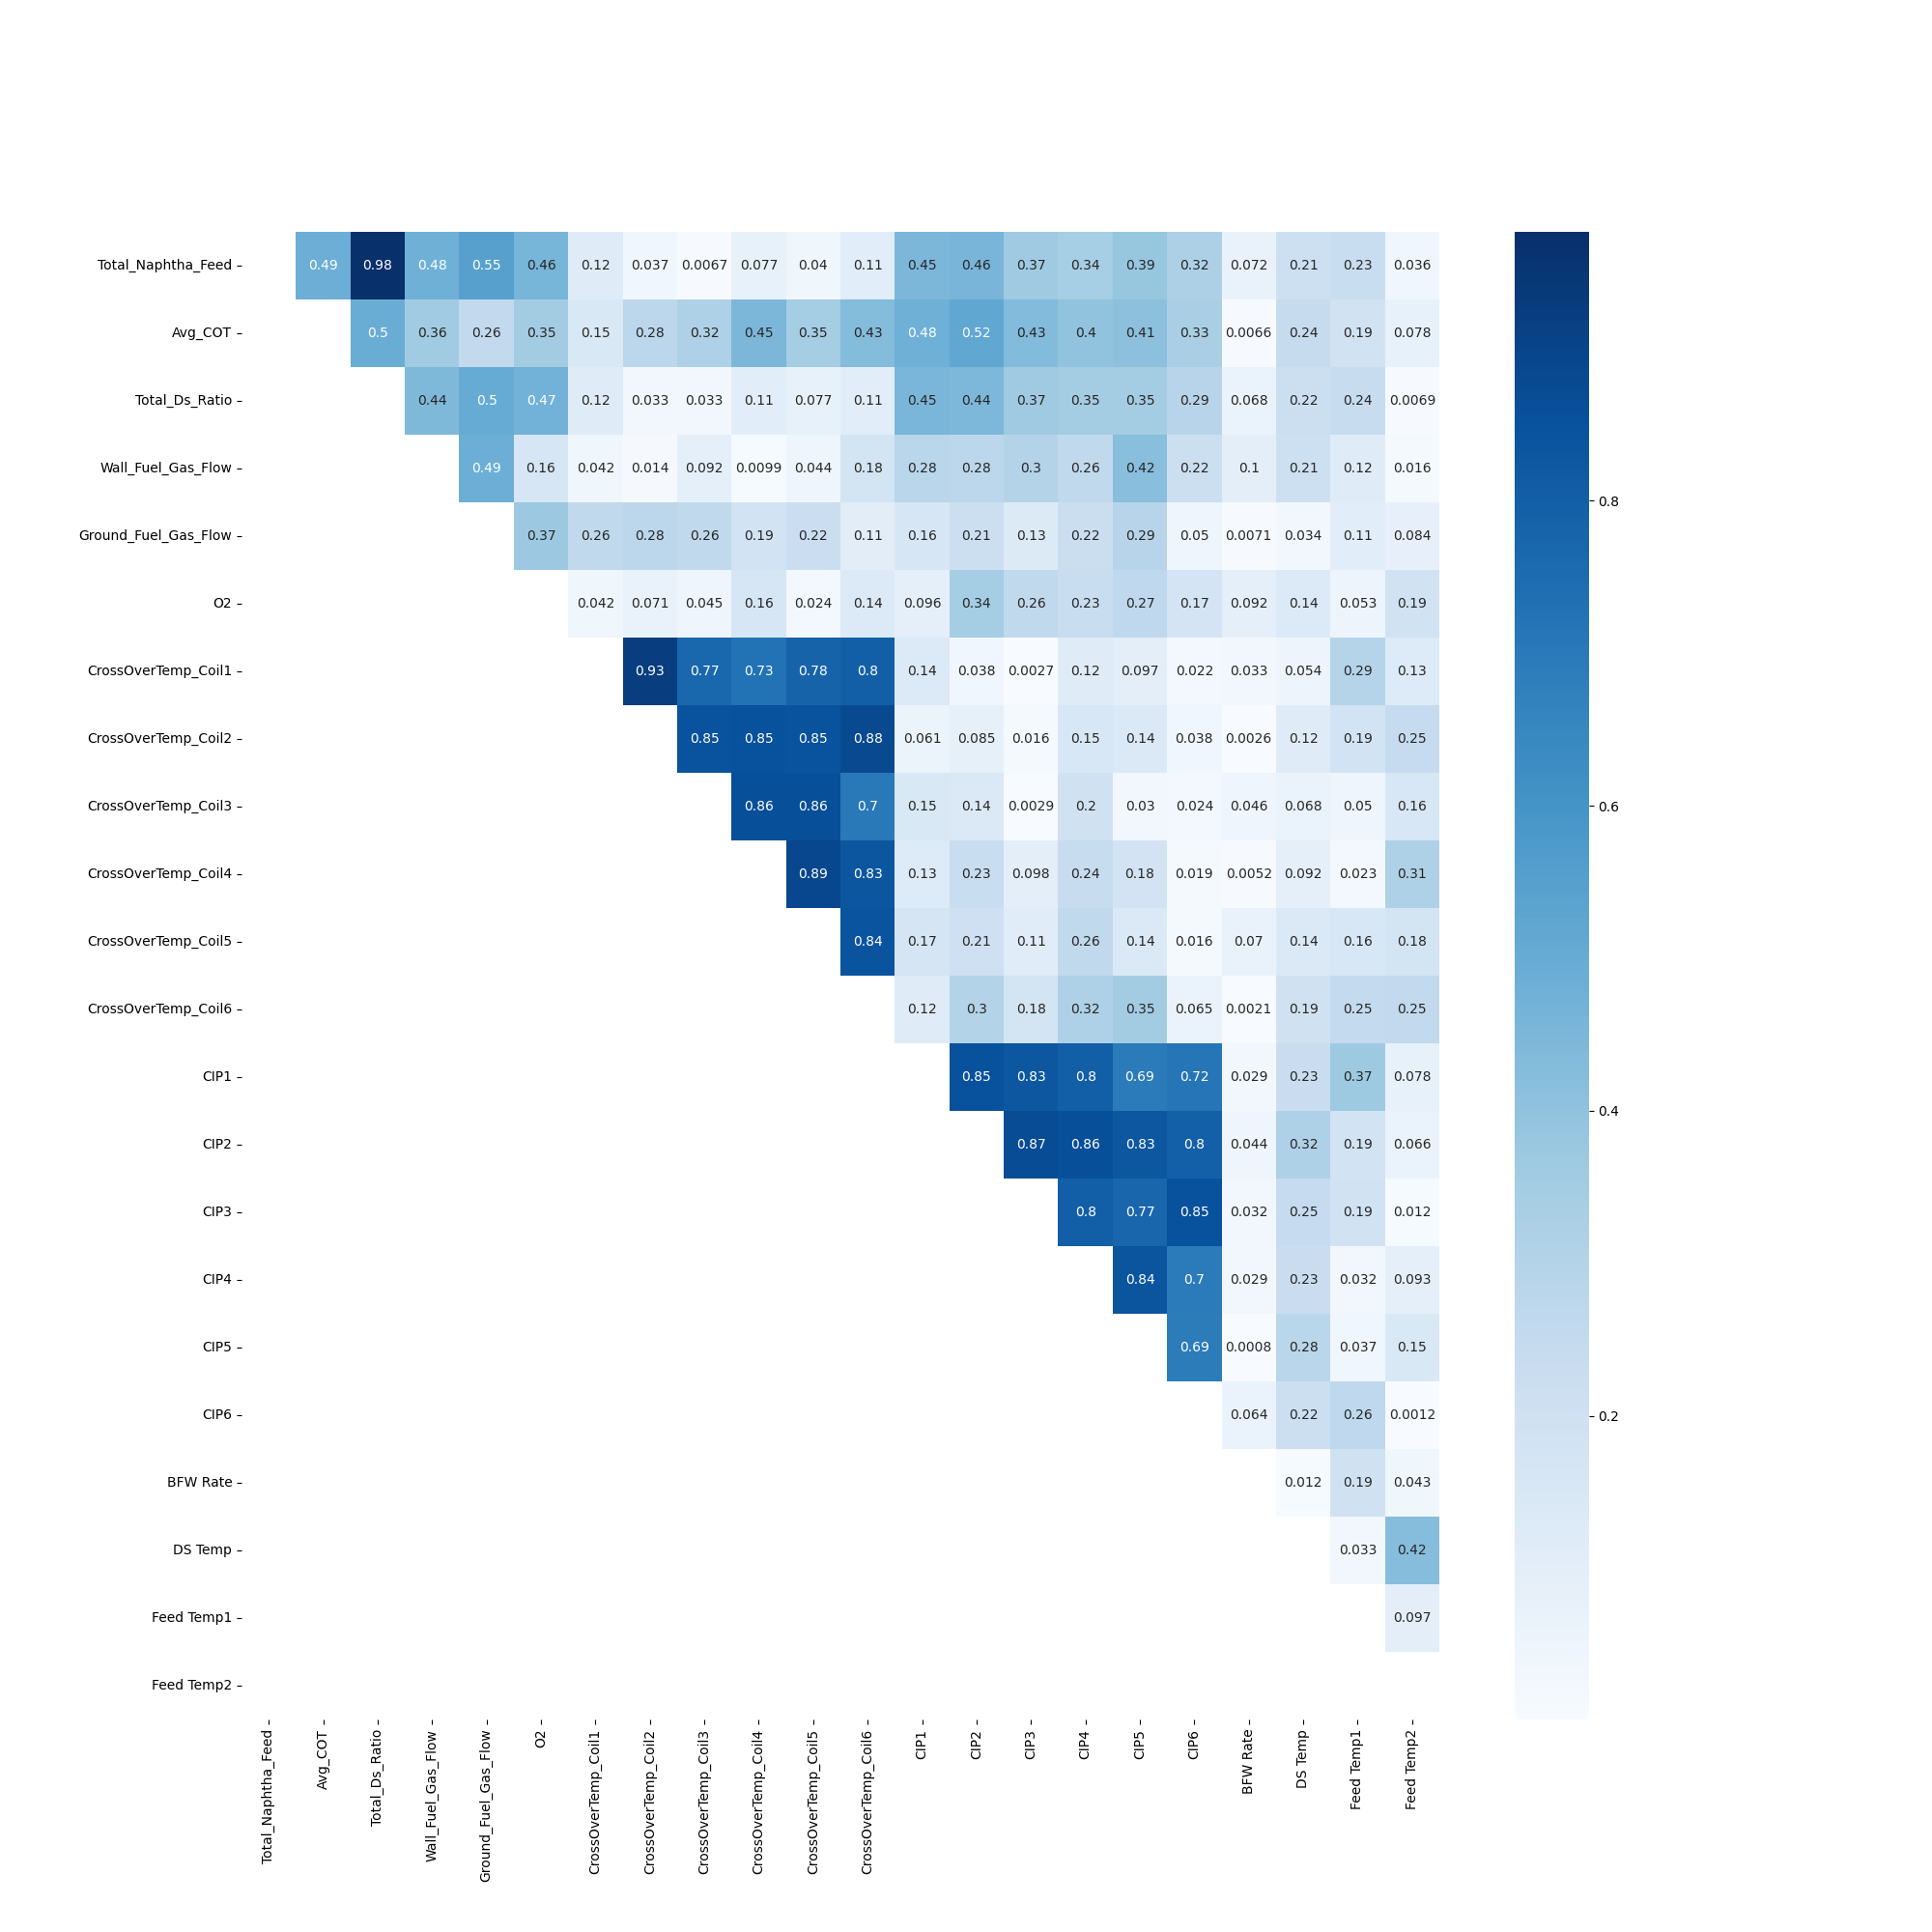 Total_Naphtha_Feed 0.49 0.98 0.48 0.55 0.46 0.12 0.037 0.0067 0.077 0.04 0.11 0.45 0.46 0.37 0.34 0.39 0.32 0.072 0.21 0.23 0.036
Avg_COT 0.5 0.36 0.26 0.35 0.15 0.28 0.32 0.45 0.35 0.43 0.48 0.52 0.43 0.4 0.41 0.33 0.0066 0.24 0.19 0.078
Total_Ds_Ratio 0.44 0.5 0.47 0.12 0.033 0.033 0.11 0.077 0.11 0.45 0.44 0.37 0.35 0.35 0.29 0.068 0.22 0.24 0.0069
Wall_Fuel_Gas_Flow 0.49 0.16 0.042 0.014 0.092 0.0099 0.044 0.18 0.28 0.28 0.3 0.26 0.42 0.22 0.1 0.21 0.12 0.016
0.8
Ground_Fuel_Gas_Flow 0.37 0.26 0.28 0.26 0.19 0.22 0.11 0.16 0.21 0.13 0.22 0.29 0.05 0.0071 0.034 0.11 0.084
O2 0.042 0.071 0.045 0.16 0.024 0.14 0.096 0.34 0.26 0.23 0.27 0.17 0.092 0.14 0.053 0.19
CrossOverTemp_Coil1 0.93 0.77 0.73 0.78 0.8 0.14 0.038 0.0027 0.12 0.097 0.022 0.033 0.054 0.29 0.13
CrossOverTemp_Coil2 0.85 0.85 0.85 0.88 0.061 0.085 0.016 0.15 0.14 0.038 0.0026 0.12 0.19 0.25
CrossOverTemp_Coil3 0.86 0.86 0.7 0.15 0.14 0.0029 0.2 0.03 0.024 0.046 0.068 0.05 0.16
0.6
CrossOverTemp_Coil4 0.89 0.83 0.13 0.23 0.098 0.24 0.18 0.019 0.0052 0.092 0.023 0.31
CrossOverTemp_Coil5 0.84 0.17 0.21 0.11 0.26 0.14 0.016 0.07 0.14 0.16 0.18
CrossOverTemp_Coil6 0.12 0.3 0.18 0.32 0.35 0.065 0.0021 0.19 0.25 0.25
CIP1 0.85 0.83 0.8 0.69 0.72 0.029 0.23 0.37 0.078
0.4
CIP2 0.87 0.86 0.83 0.8 0.044 0.32 0.19 0.066
CIP3 0.8 0.77 0.85 0.032 0.25 0.19 0.012
CIP4 0.84 0.7 0.029 0.23 0.032 0.093
CIP5 0.69 0.0008 0.28 0.037 0.15
CIP6 0.064 0.22 0.26 0.0012
0.2
BFW Rate 0.012 0.19 0.043
DS Temp 0.033 0.42
Feed Temp1 0.097
Feed Temp2
Total_Naphtha_Feed
Avg_COT
Total_Ds_Ratio
Wall_Fuel_Gas_Flow
Ground_Fuel_Gas_Flow
O2
CrossOverTemp_Coil1
CrossOverTemp_Coil2
CrossOverTemp_Coil3
CrossOverTemp_Coil4
CrossOverTemp_Coil5
CrossOverTemp_Coil6
CIP1
CIP2
CIP3
CIP4
CIP5
CIP6
BFW Rate
DS Temp
Feed Temp1
Feed Temp2